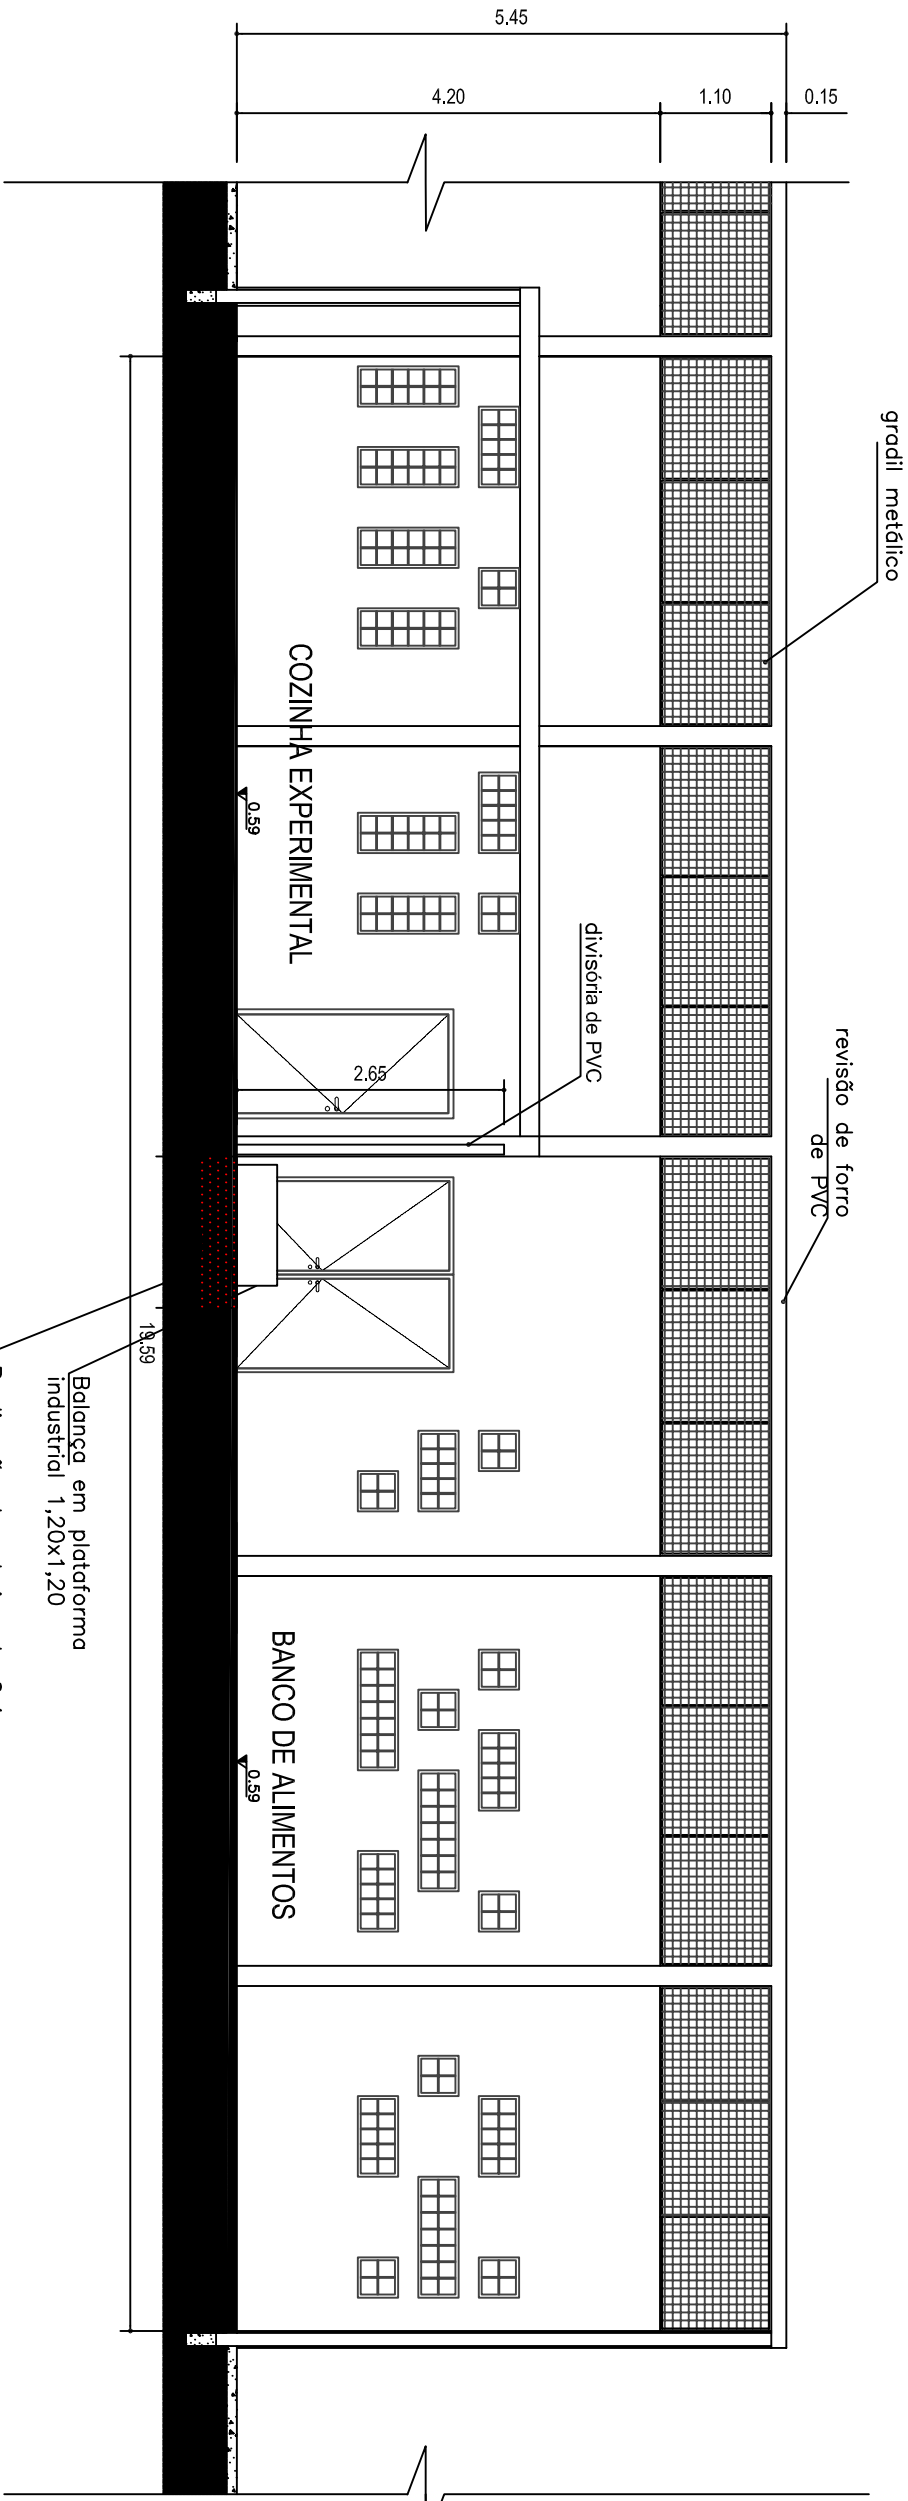 5.45
4.20
1.10
0.15
gradil metálico
revisão de forro
de PVC
divisória de PVC
2.65
COZINHA EXPERIMENTAL
0.59
BANCO DE ALIMENTOS
0.59
19.59
Balança em plataforma
industrial 1,20x1,20